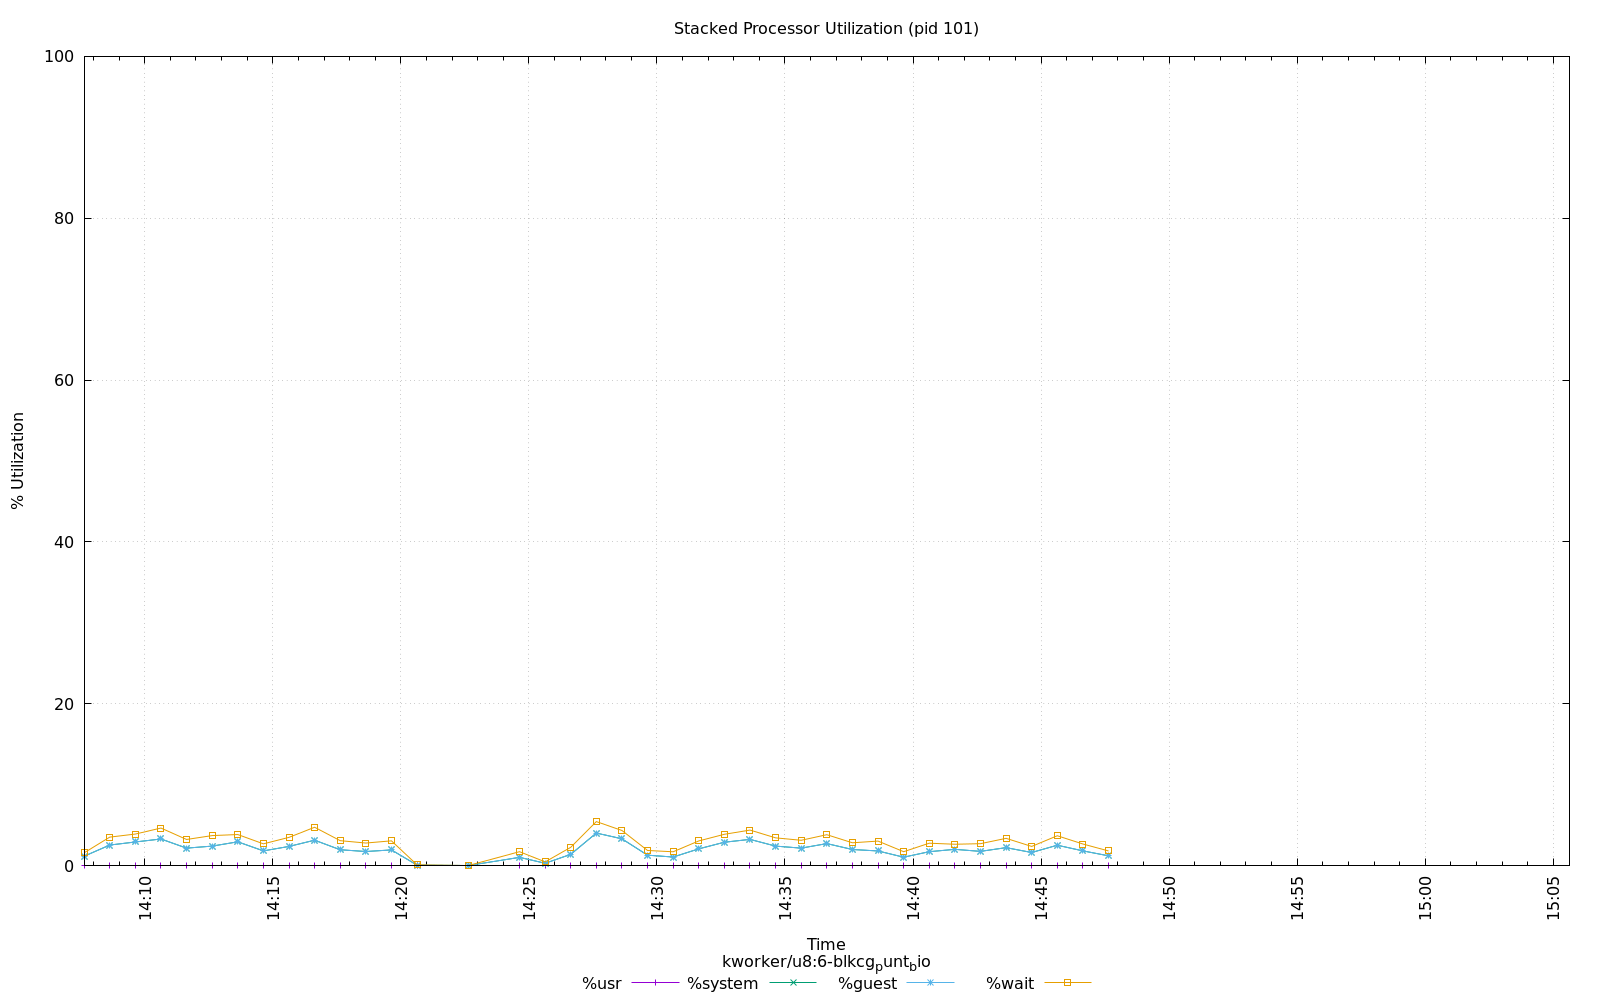 Stacked Processor Utilization (pid 101)
100
80
60
40
20
0
% Utilization
14:10 14:15 14:20 14:25 14:30 14:35 14:40 14:45 14:50 14:55 15:00 15:05
Time
kworker/u8:6-blkcgpuntbio
%usr %system %guest %wait